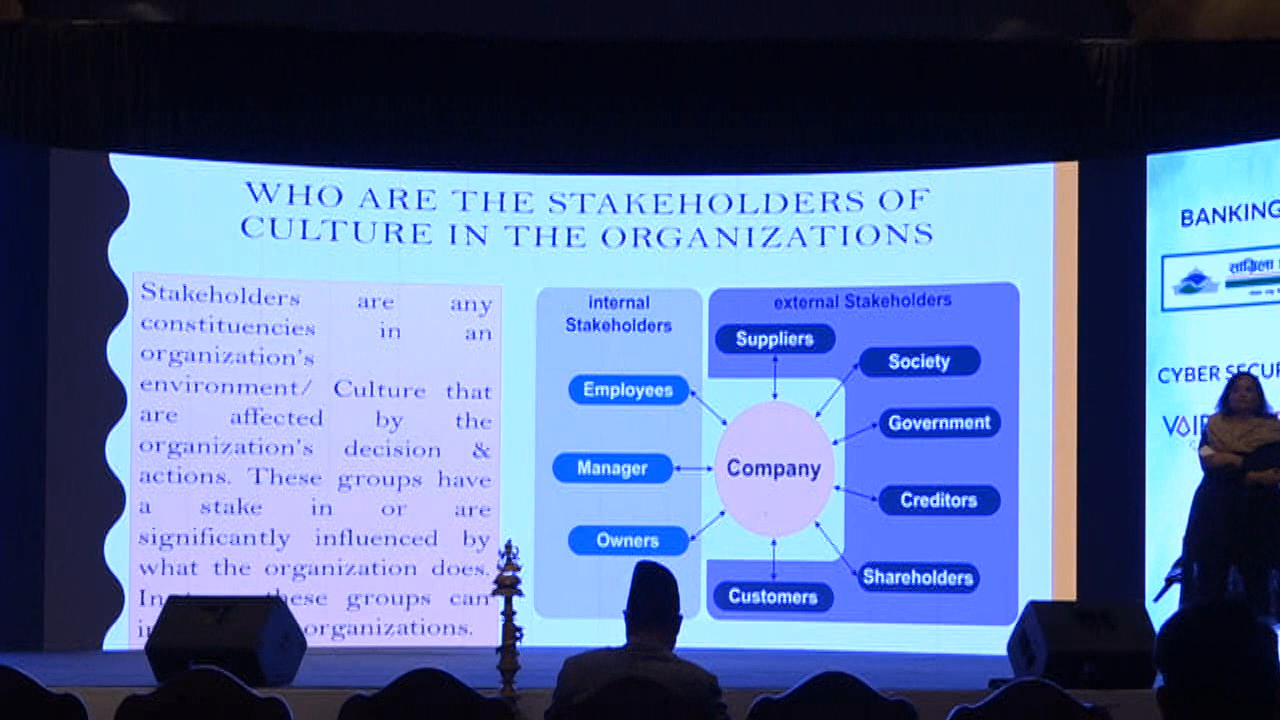 WHO ARE THE STAKEHOLDERS OF
CULTURE IN THE ORGANIZATIONS
Stakeholders are any
constituencies in an
organization's
environment/ Culture that
are affected by the
organization's decision &
actions. These groups have
a stake in or are
significantly influenced by
what the organization does.
In these groups can
organizations.
internal
Stakeholders
Employees
Manager
Owners
external Stakeholders
Suppliers
Society
Government
Creditors
Shareholders
Customers
Company
BANKING
CYBER SECUR